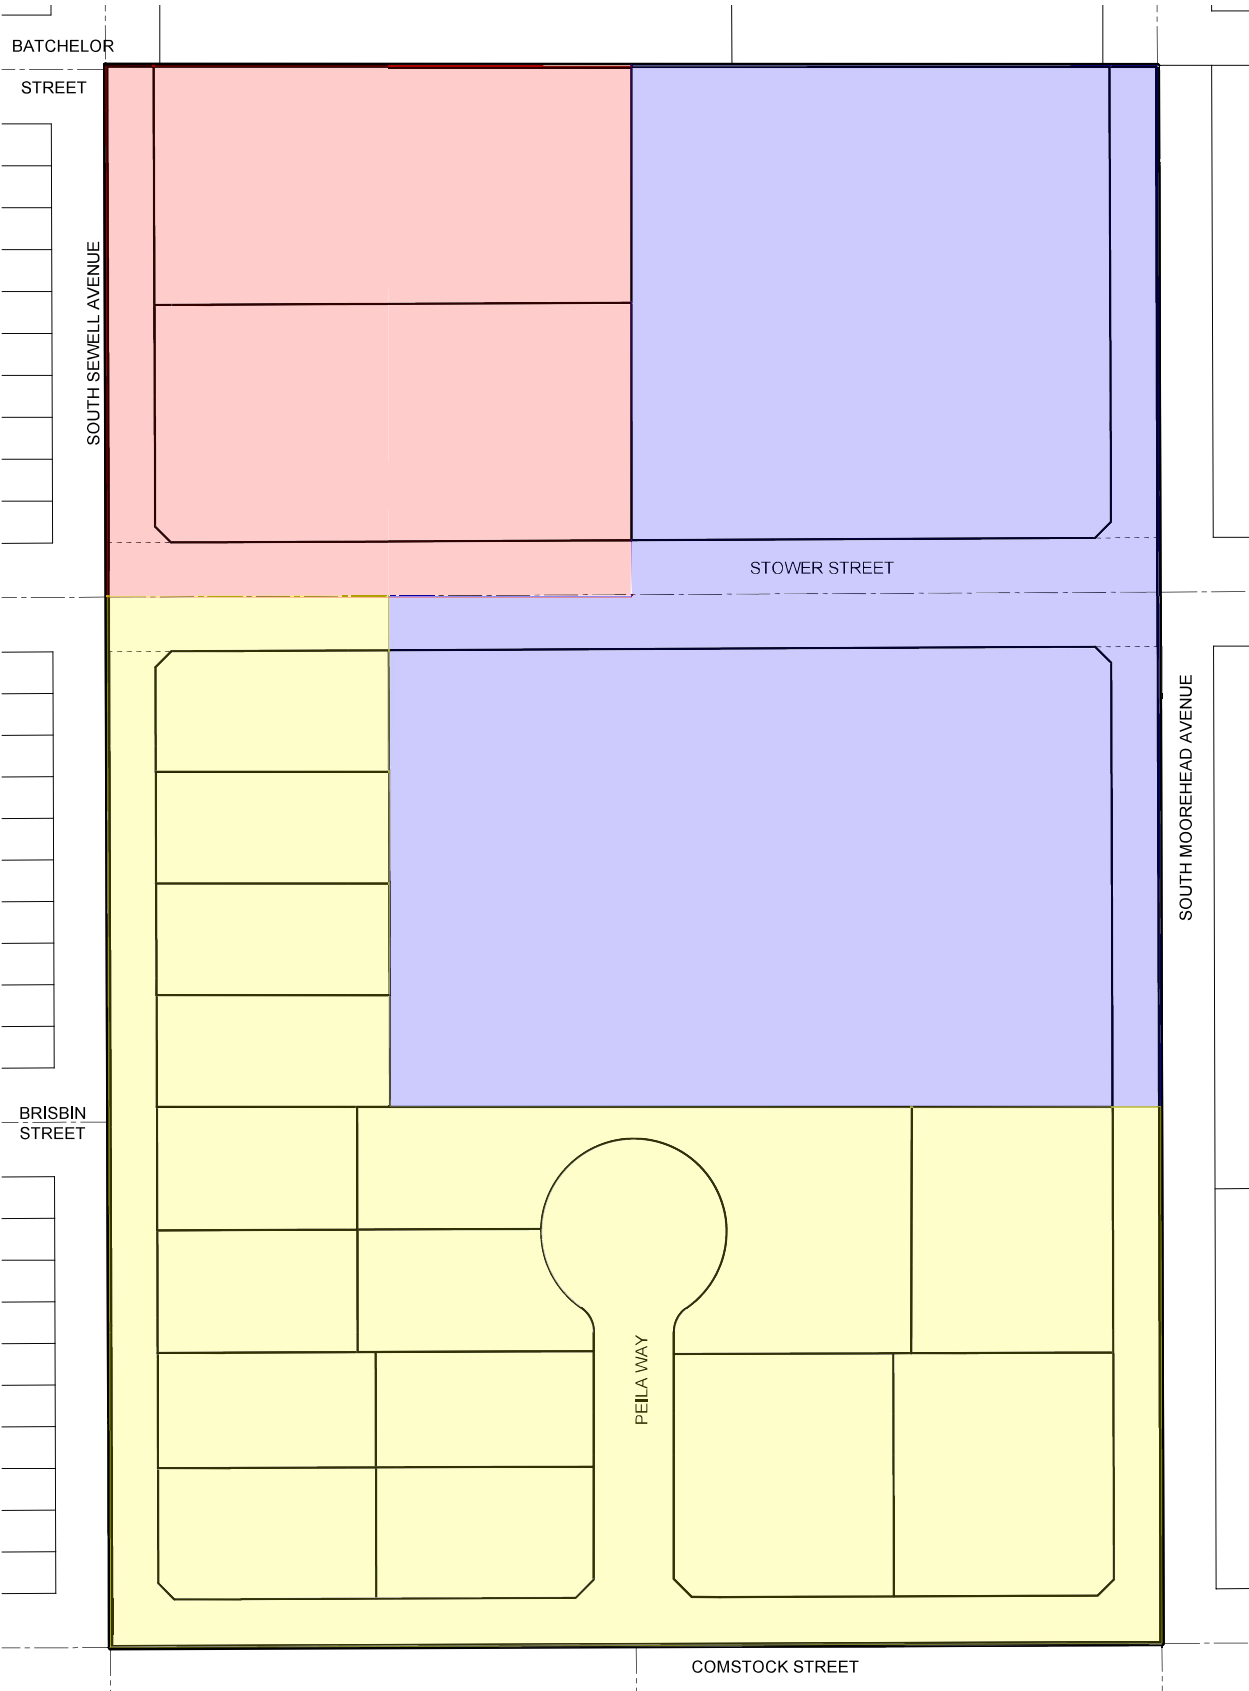 BATCHELOR
STREET
SOUTH SEWELL AVENUE
STOWER STREET
SOUTH MOOREHEAD AVENUE
BRISBIN
STREET
PEILA WAY
COMSTOCK STREET